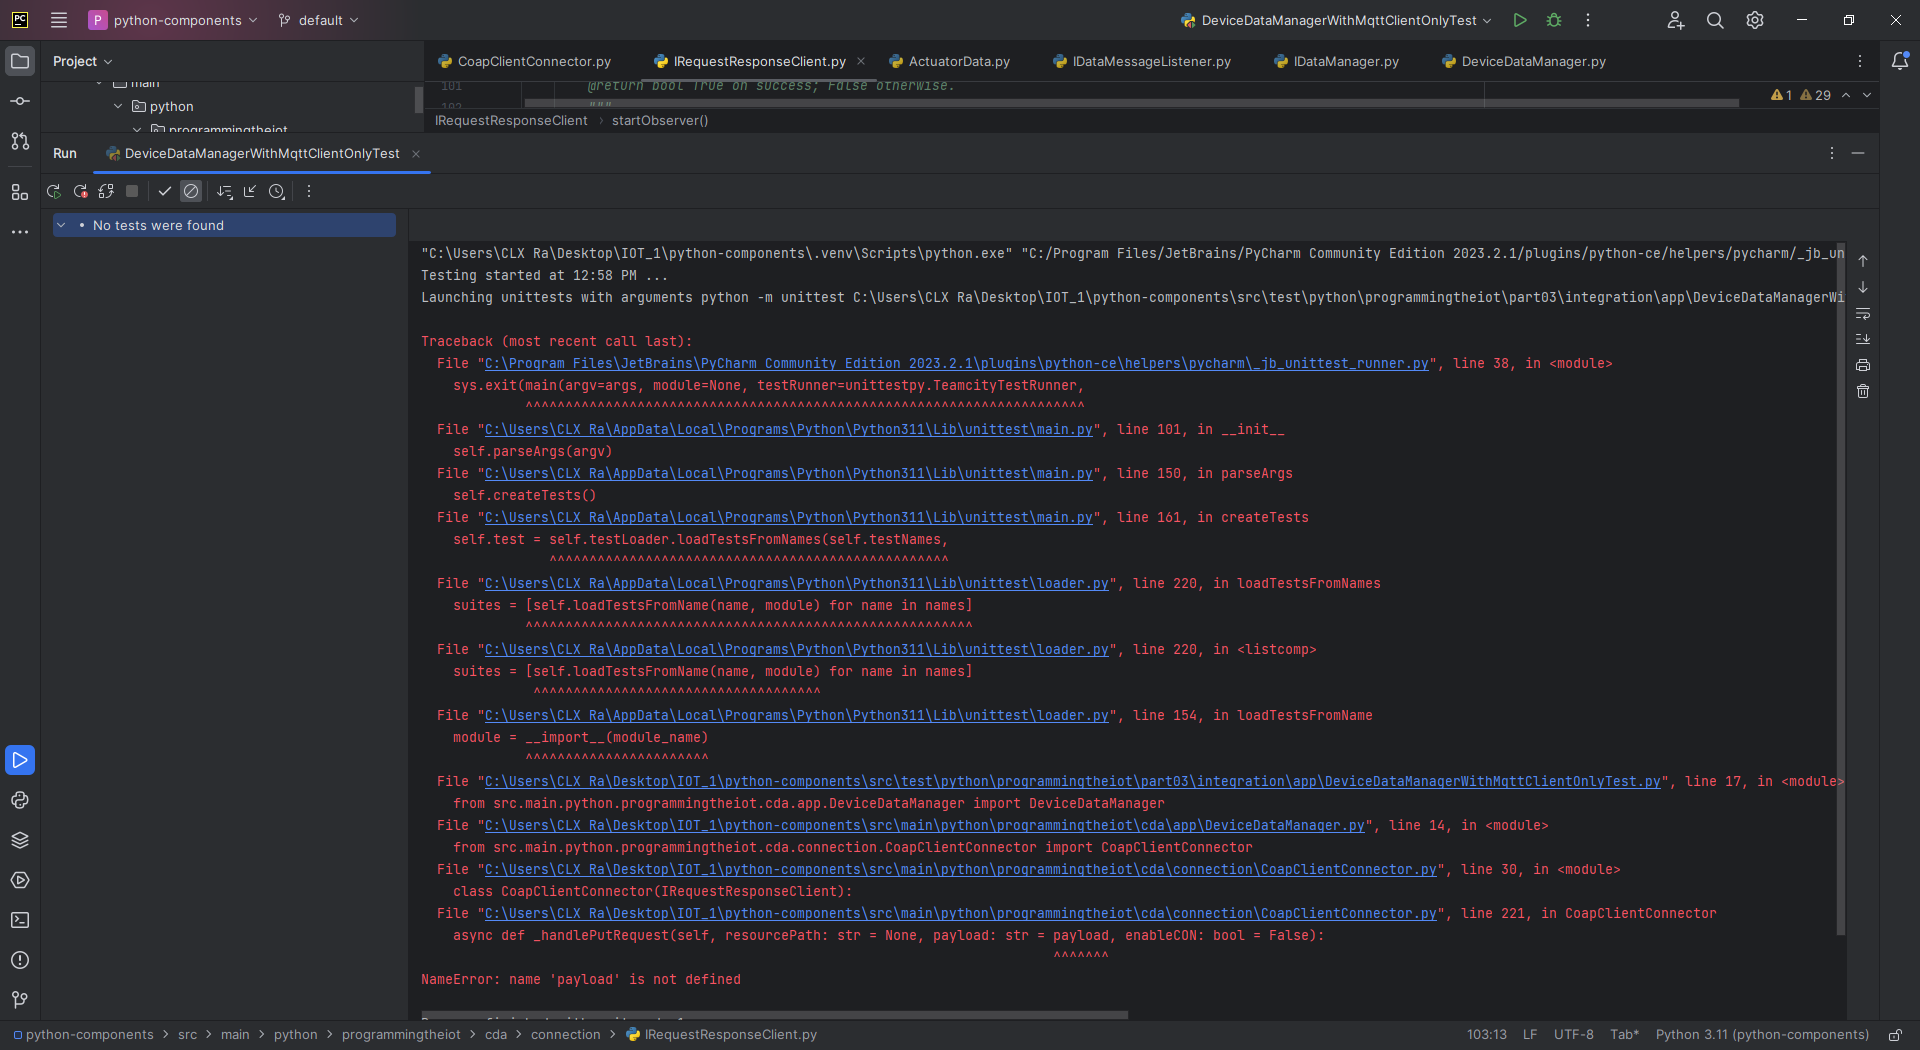 PC
P python-components
default
DeviceDataManagerWithMqttClientOnlyTest
Project
CoapClientConnector.py
IRequestResponseClient.py
ActuatorData.py
IDataMessageListener.py
IDataManager.py
DeviceDataManager.py
main
python
programmingtheiot
101
@return bool True on success; False otherwise.
102
"""
1 29
IRequestResponseClient > startObserver()
Run
DeviceDataManagerWithMqttClientOnlyTest
No tests were found
"C:\Users\CLX Ra\Desktop\IOT_1\python-components\.venv\Scripts\python.exe" "C:/Program Files/JetBrains/PyCharm Community Edition 2023.2.1/plugins/python-ce/helpers/pycharm/_jb_un
Testing started at 12:58 PM ...
Launching unittests with arguments python -m unittest C:\Users\CLX Ra\Desktop\IOT_1\python-components\src\test\python\programmingtheiot\part03\integration\app\DeviceDataManagerWi
Traceback (most recent call last):
File "C:\Program Files\JetBrains\PyCharm Community Edition 2023.2.1\plugins\python-ce\helpers\pycharm\_jb_unittest_runner.py", line 38, in <module>
sys.exit(main(argv=args, module=None, testRunner=unittestpy.TeamcityTestRunner,
^^^^^^^^^^^^^^^^^^^^^^^^^^^^^^^^^^^^^^^^^^^^^^^^^^^^^^^^^^^^^^^^^^^^^^
File "C:\Users\CLX Ra\AppData\Local\Programs\Python\Python311\Lib\unittest\main.py", line 101, in __init__
self.parseArgs(argv)
File "C:\Users\CLX Ra\AppData\Local\Programs\Python\Python311\Lib\unittest\main.py", line 150, in parseArgs
self.createTests()
File "C:\Users\CLX Ra\AppData\Local\Programs\Python\Python311\Lib\unittest\main.py", line 161, in createTests
self.test = self.testLoader.loadTestsFromNames(self.testNames,
^^^^^^^^^^^^^^^^^^^^^^^^^^^^^^^^^^^^^^^^^^^^^^^^^^
File "C:\Users\CLX Ra\AppData\Local\Programs\Python\Python311\Lib\unittest\loader.py", line 220, in loadTestsFromNames
suites = [self.loadTestsFromName(name, module) for name in names]
^^^^^^^^^^^^^^^^^^^^^^^^^^^^^^^^^^^^^^^^^^^^^^^^^^^^^^^^
File "C:\Users\CLX Ra\AppData\Local\Programs\Python\Python311\Lib\unittest\loader.py", line 220, in <listcomp>
suites = [self.loadTestsFromName(name, module) for name in names]
^^^^^^^^^^^^^^^^^^^^^^^^^^^^^^^^^^^^
File "C:\Users\CLX Ra\AppData\Local\Programs\Python\Python311\Lib\unittest\loader.py", line 154, in loadTestsFromName
module = __import__(module_name)
^^^^^^^^^^^^^^^^^^^^^^^
File "C:\Users\CLX Ra\Desktop\IOT_1\python-components\src\test\python\programmingtheiot\part03\integration\app\DeviceDataManagerWithMqttClientOnlyTest.py", line 17, in <module>
from src.main.python.programmingtheiot.cda.app.DeviceDataManager import DeviceDataManager
File "C:\Users\CLX Ra\Desktop\IOT_1\python-components\src\main\python\programmingtheiot\cda\app\DeviceDataManager.py", line 14, in <module>
from src.main.python.programmingtheiot.cda.connection.CoapClientConnector import CoapClientConnector
File "C:\Users\CLX Ra\Desktop\IOT_1\python-components\src\main\python\programmingtheiot\cda\connection\CoapClientConnector.py", line 30, in <module>
class CoapClientConnector(IRequestResponseClient):
File "C:\Users\CLX Ra\Desktop\IOT_1\python-components\src\main\python\programmingtheiot\cda\connection\CoapClientConnector.py", line 221, in CoapClientConnector
async def _handlePutRequest(self, resourcePath: str = None, payload: str = payload, enableCON: bool = False):
^^^^^^^
NameError: name 'payload' is not defined
python-components > src > main > python > programmingtheiot > cda > connection > IRequestResponseClient.py
103:13 LF UTF-8 Tab* Python 3.11 (python-components)